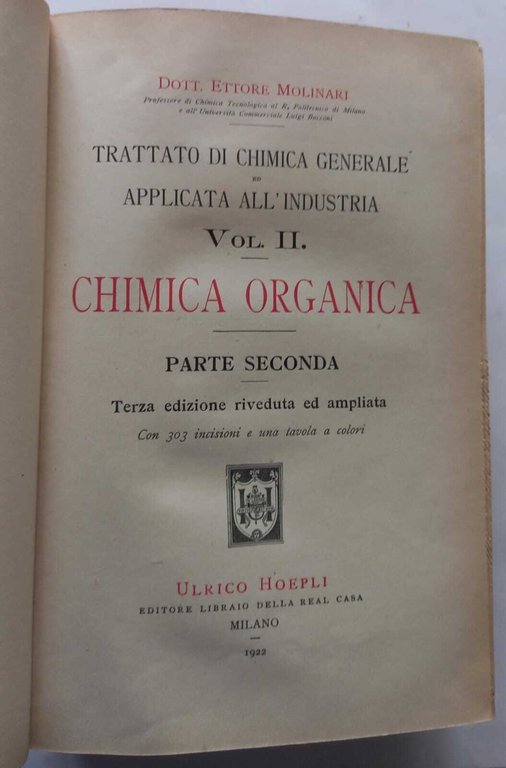 DOTT. ETTORE MOLINARI
Professore di Chimica Tecnologica al R. Politecnico di Milano
e all'Università Commerciale Luigi Bocconi
TRATTATO DI CHIMICA GENERALE
ED
APPLICATA ALL'INDUSTRIA
VOL. II.
CHIMICA ORGANICA
PARTE SECONDA
Terza edizione riveduta ed ampliata
Con 303 incisioni e una tavola a colori
ULRICO HOEPLI
EDITORE LIBRAIO DELLA REAL CASA
MILANO
1922